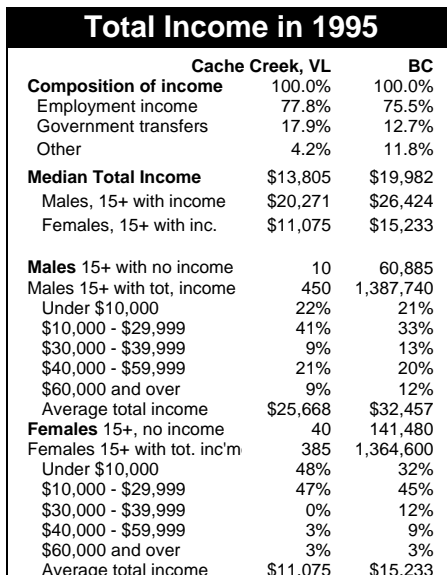 Total Income in 1995
Cache Creek, VL BC
Composition of income 100.0% 100.0%
Employment income 77.8% 75.5%
Government transfers 17.9% 12.7%
Other 4.2% 11.8%
Median Total Income $13,805 $19,982
Males, 15+ with income $20,271 $26,424
Females, 15+ with inc. $11,075 $15,233
Males 15+ with no income 10 60,885
Males 15+ with tot, income 450 1,387,740
Under $10,000 22% 21%
$10,000 - $29,999 41% 33%
$30,000 - $39,999 9% 13%
$40,000 - $59,999 21% 20%
$60,000 and over 9% 12%
Average total income $25,668 $32,457
Females 15+, no income 40 141,480
Females 15+ with tot. inc'm 385 1,364,600
Under $10,000 48% 32%
$10,000 - $29,999 47% 45%
$30,000 - $39,999 0% 12%
$40,000 - $59,999 3% 9%
$60,000 and over 3% 3%
Average total income $11,075 $15,233